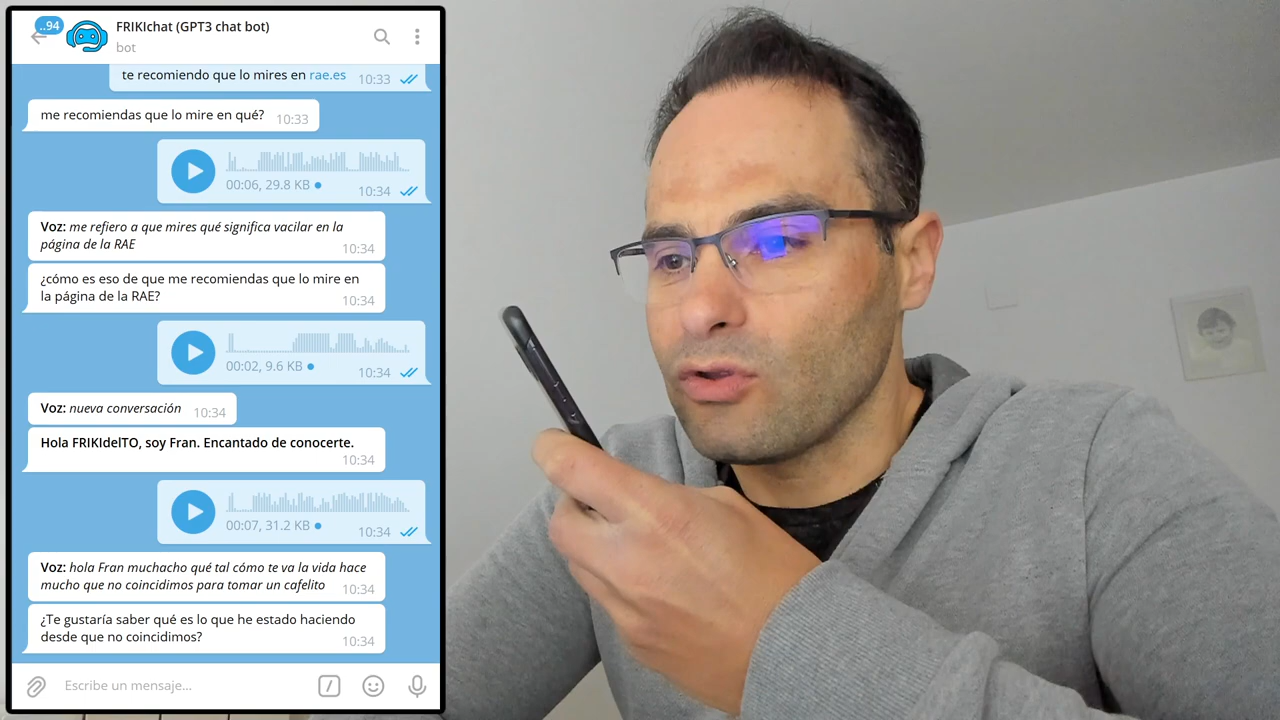 ..94
FRIKIchat (GPT3 chat bot)
bot
te recomiendo que lo mires en rae.es 10:33
me recomiendas que lo mire en qué? 10:33
00:06, 29.8 KB 10:34
Voz: me refiero a que mires qué significa vacilar en la
página de la RAE 10:34
¿cómo es eso de que me recomiendas que lo mire en
la página de la RAE? 10:34
00:02, 9.6 KB 10:34
Voz: nueva conversación 10:34
Hola FRIKIdelTO, soy Fran. Encantado de conocerte.
10:34
00:07, 31.2 KB 10:34
Voz: hola Fran muchacho qué tal cómo te va la vida hace
mucho que no coincidimos para tomar un cafelito 10:34
¿Te gustaría saber qué es lo que he estado haciendo
desde que no coincidimos? 10:34
Escribe un mensaje...